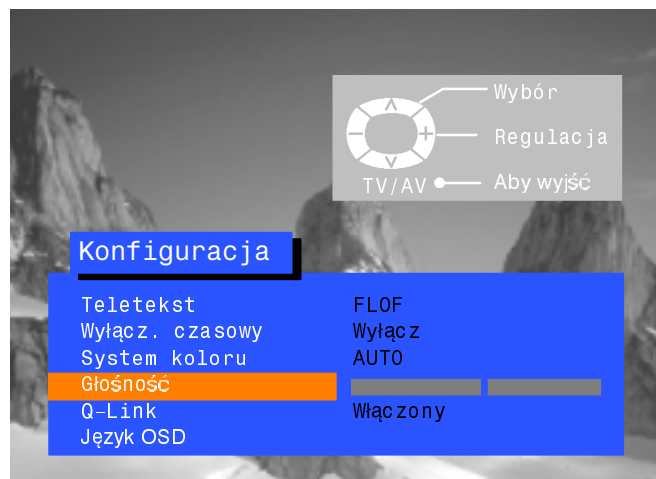 Wybór
Regulacja
TV/AV Aby wyjść
Konfiguracja
Teletekst FLOF
Wyłącz. czasowy Wyłącz
System koloru AUTO
Głośność
Q-Link Włączony
Język OSD